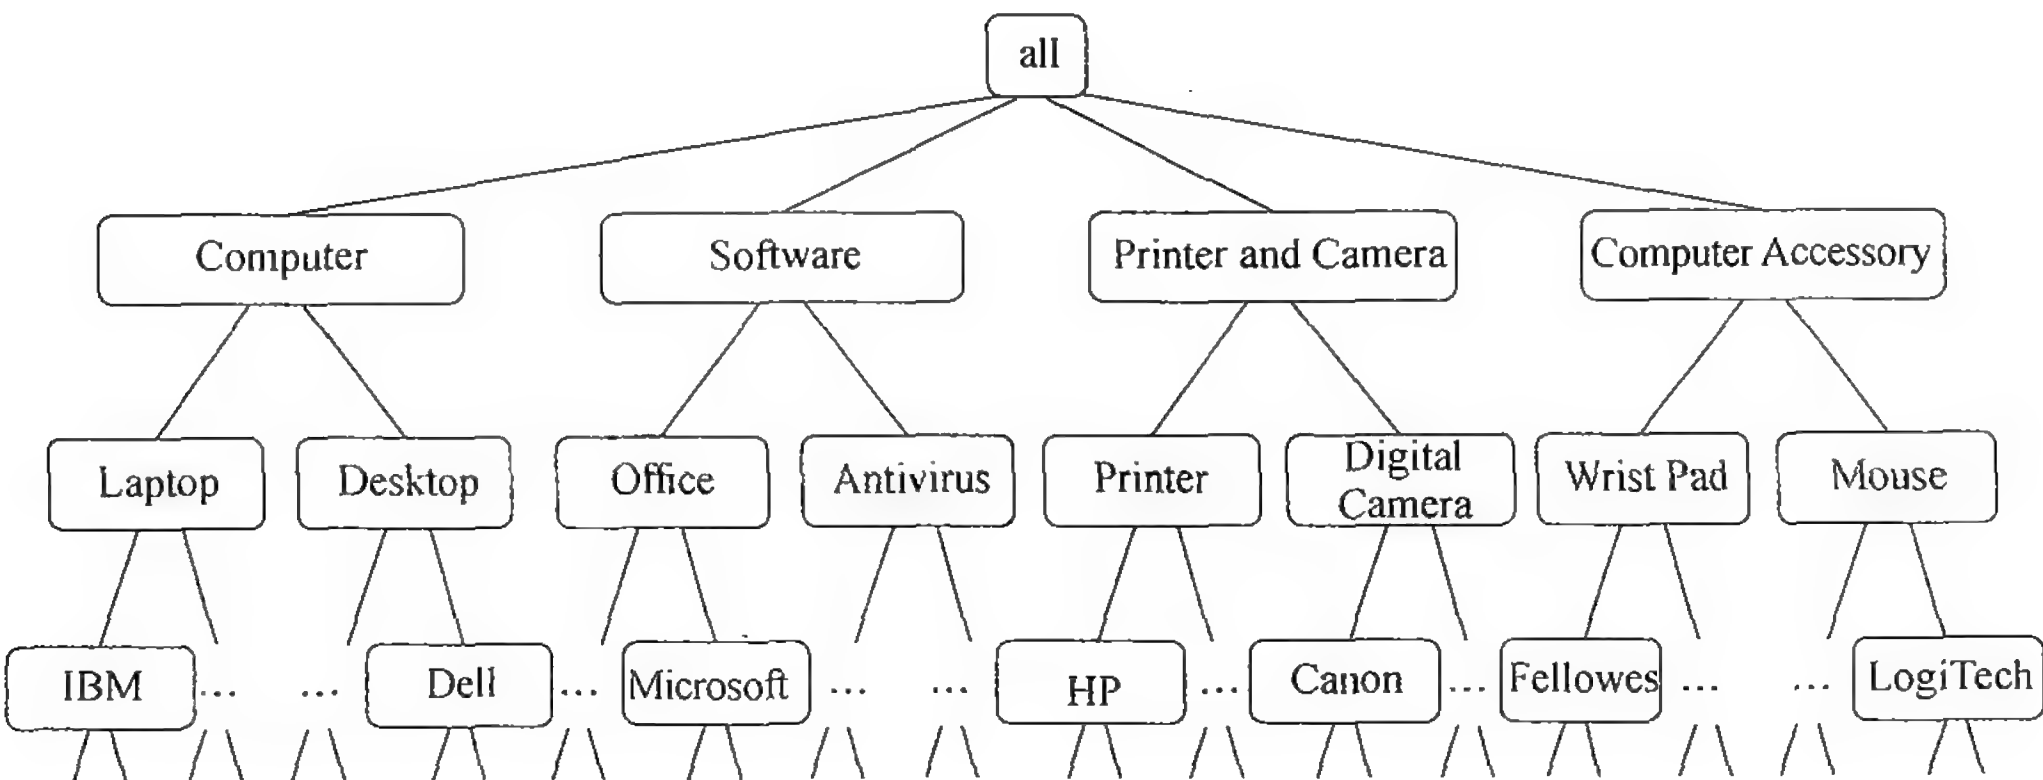 all
Computer
Software
Printer and Camera
Computer Accessory
Laptop
Desktop
Office
Antivirus
Printer
Digital
Camera
Wrist Pad
Mouse
IBM
...
...
Dell
...
Microsoft
...
...
HP
...
Canon
...
Fellowes
...
...
LogiTech